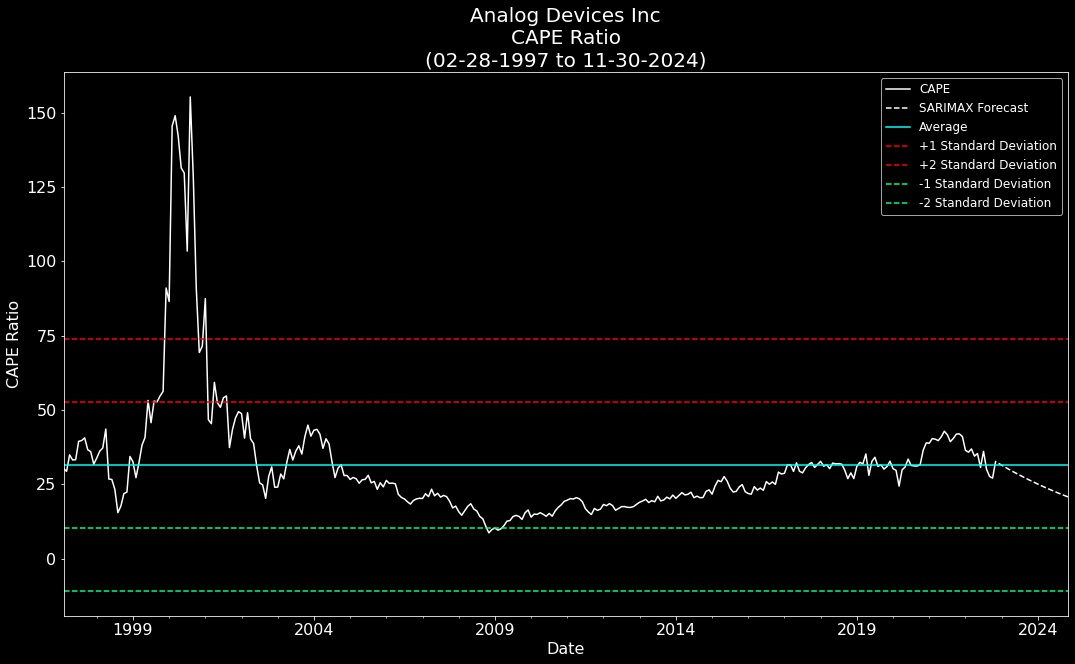 Analog Devices Inc
CAPE Ratio
(02-28-1997 to 11-30-2024)
CAPE
SARIMAX Forecast
Average
+1 Standard Deviation
+2 Standard Deviation
-1 Standard Deviation
-2 Standard Deviation
150
125
100
75
50
25
0
CAPE Ratio
1999
2004
2009
2014
2019
2024
Date